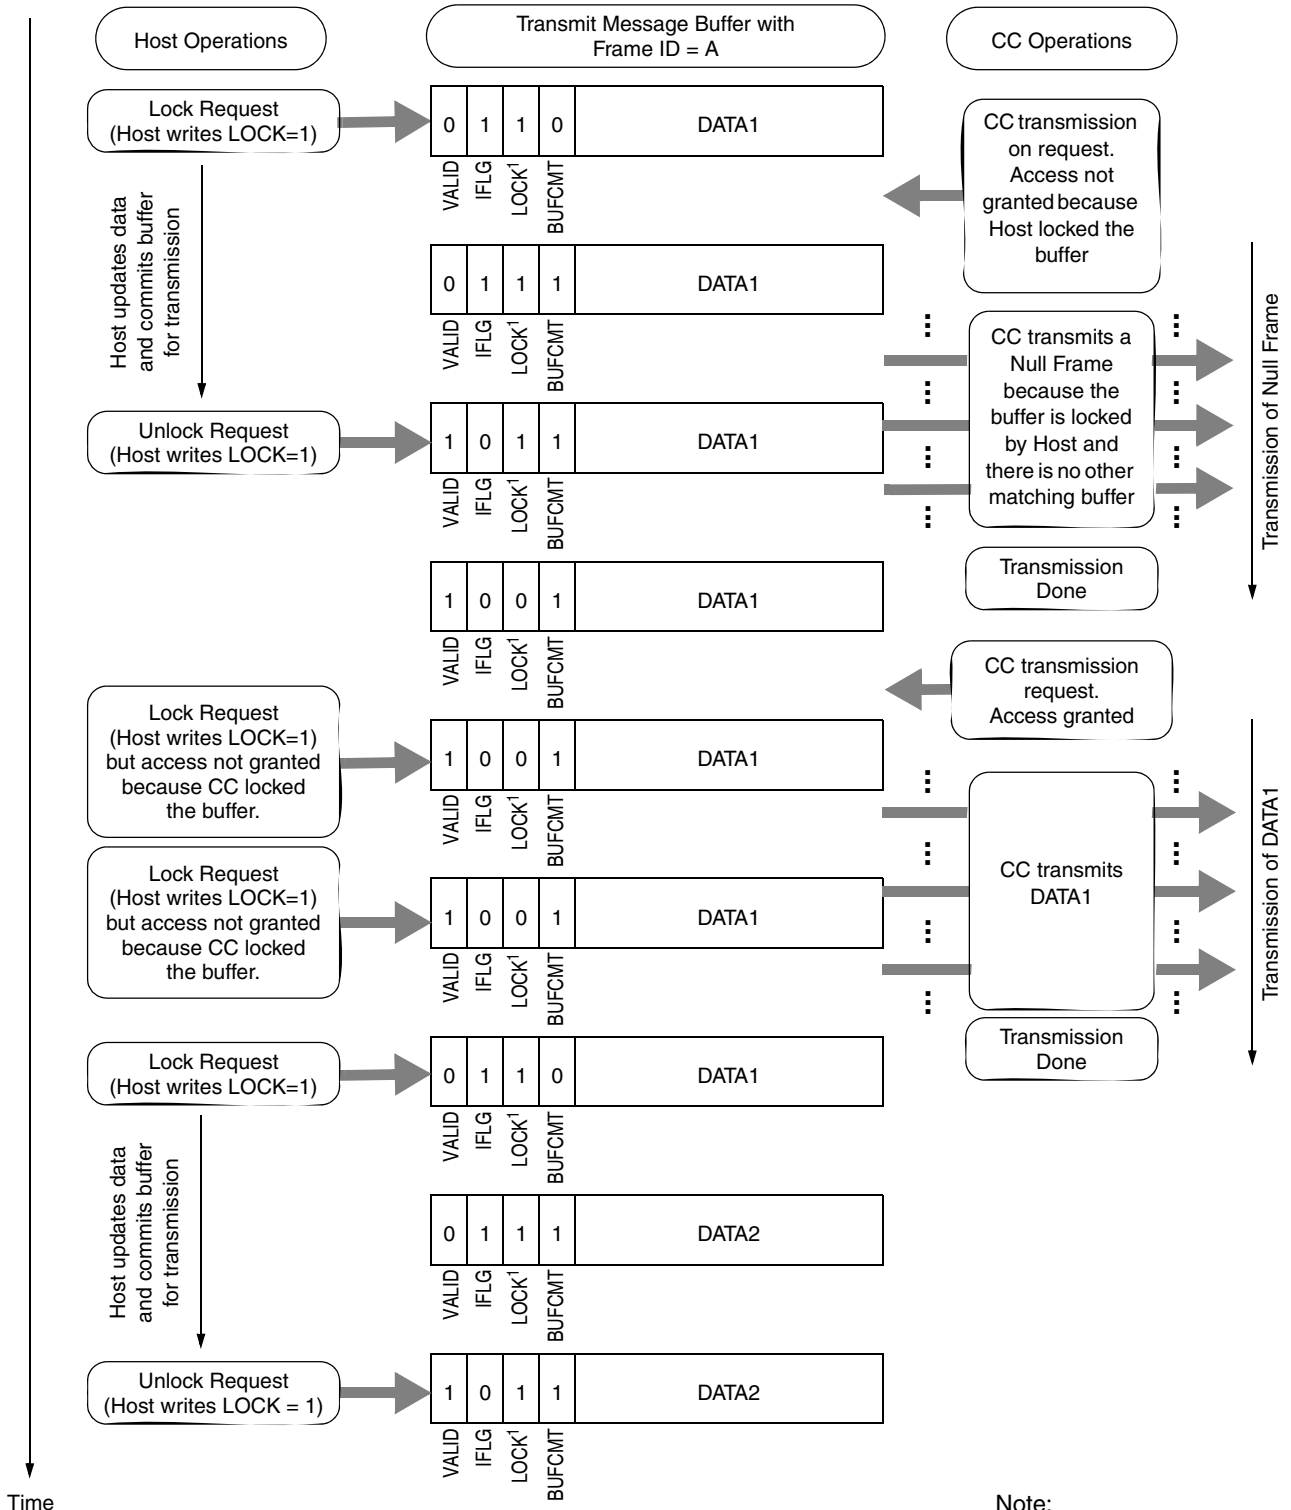 Host Operations
Transmit Message Buffer with
Frame ID = A
CC Operations
Lock Request
(Host writes LOCK=1)
0 1 1 0 DATA1
VALID IFLG LOCK¹ BUFCMT
CC transmission
on request.
Access not
granted because
Host locked the
buffer
Host updates data
and commits buffer
for transmission
0 1 1 1 DATA1
VALID IFLG LOCK¹ BUFCMT
CC transmits a
Null Frame
because the
buffer is locked
by Host and
there is no other
matching buffer
Transmission of Null Frame
Unlock Request
(Host writes LOCK=1)
1 0 1 1 DATA1
VALID IFLG LOCK¹ BUFCMT
Transmission
Done
1 0 0 1 DATA1
VALID IFLG LOCK¹ BUFCMT
CC transmission
request.
Access granted
Lock Request
(Host writes LOCK=1)
but access not granted
because CC locked
the buffer.
1 0 0 1 DATA1
VALID IFLG LOCK¹ BUFCMT
CC transmits
DATA1
Transmission of DATA1
Lock Request
(Host writes LOCK=1)
but access not granted
because CC locked
the buffer.
1 0 0 1 DATA1
VALID IFLG LOCK¹ BUFCMT
Transmission
Done
Lock Request
(Host writes LOCK=1)
0 1 1 0 DATA1
VALID IFLG LOCK¹ BUFCMT
Host updates data
and commits buffer
for transmission
0 1 1 1 DATA2
VALID IFLG LOCK¹ BUFCMT
Unlock Request
(Host writes LOCK = 1)
1 0 1 1 DATA2
VALID IFLG LOCK¹ BUFCMT
Time
Note: